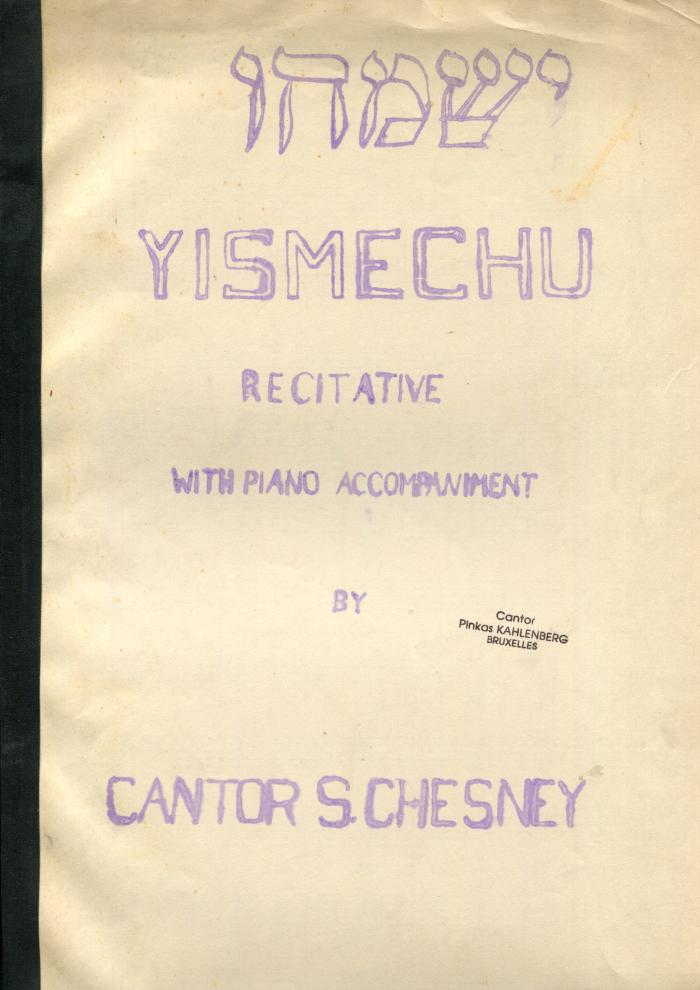 ישמחו
YISMECHU
RECITATIVE
WITH PIANO ACCOMPANIMENT
BY
Cantor
Pinkas KAHLENBERG
BRUXELLES
CANTOR S. CHESNEY